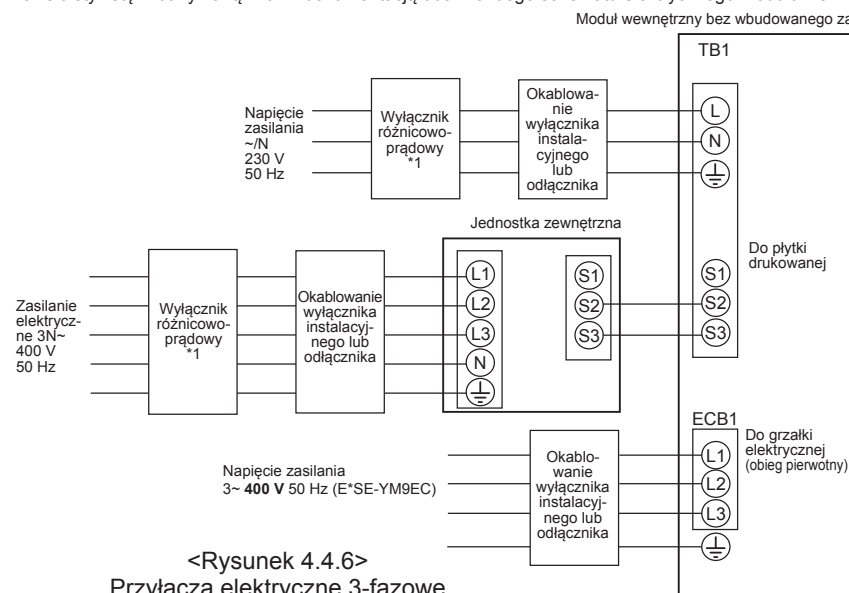 Moduł wewnętrzny bez wbudowanego
TB1
Napięcie
zasilania
~/N
230 V
50 Hz
Wyłącznik
różnicowo-
prądowy
*1
Okablowa-
nie
wyłącznika
instala-
cyjnego
lub
odłącznika
L
N
Jednostka zewnętrzna
Zasilanie
elektrycz-
ne 3N~
400 V
50 Hz
Wyłącznik
różnicowo-
prądowy
*1
Okablowanie
wyłącznika
instalacyj-
nego lub
odłącznika
L1
L2
L3
N
S1
S2
S3
S1
S2
S3
Do płytki
drukowanej
ECB1
Napięcie zasilania
3~ 400 V 50 Hz (E*SE-YM9EC)
Okablo-
wanie
wyłącznika
instalacyj-
nego lub
odłącznika
L1
L2
L3
Do grzałki
elektrycznej
(obieg pierwotny)
<Rysunek 4.4.6>
Przyłącza elektryczne 3-fazowe